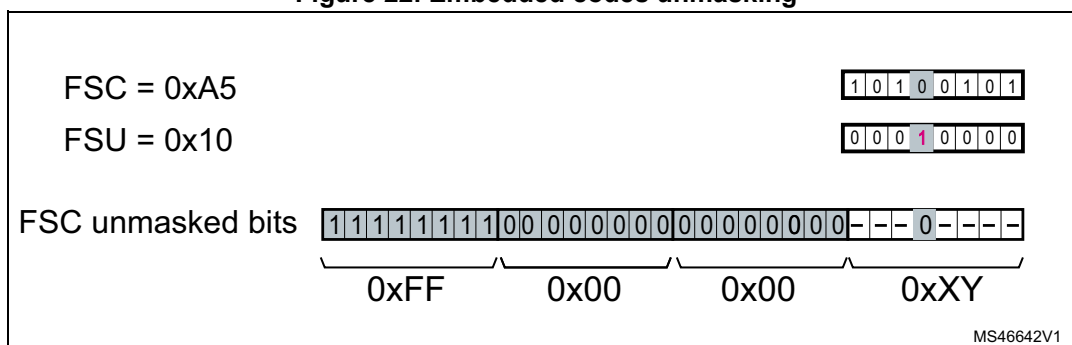 Figure 22. Embedded codes unmasking
FSC = 0xA5
1 0 1 0 0 1 0 1
FSU = 0x10
0 0 0 1 0 0 0 0
FSC unmasked bits
1 1 1 1 1 1 1 1 0 0 0 0 0 0 0 0 0 0 0 0 0 0 0 0 - - - 0 - - - -
0xFF 0x00 0x00 0xXY
MS46642V1